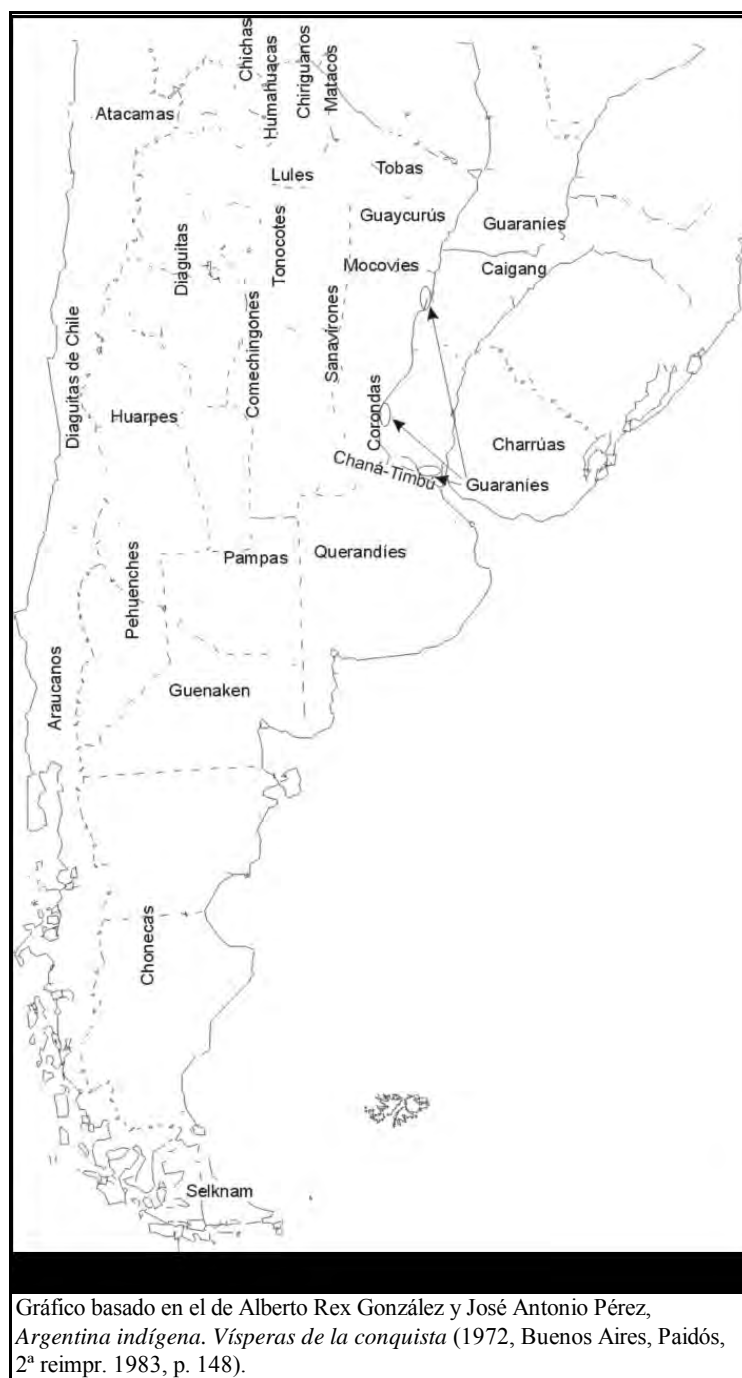 Chichas
Humahuacas
Chiriguanos
Matacos
Atacamas
Lules
Tobas
Diaguitas
Tonocotes
Guaycurús
Guaraníes
Mocovíes
Caigang
Diaguitas de Chile
Huarpes
Comechingones
Sanavirones
Corondas
Charrúas
Chaná-Timbú
Guaraníes
Pampas
Querandíes
Pehuenches
Araucanos
Guenaken
Chonecas
Selknam
Gráfico basado en el de Alberto Rex González y José Antonio Pérez,
Argentina indígena. Vísperas de la conquista (1972, Buenos Aires, Paidós,
2ª reimpr. 1983, p. 148).